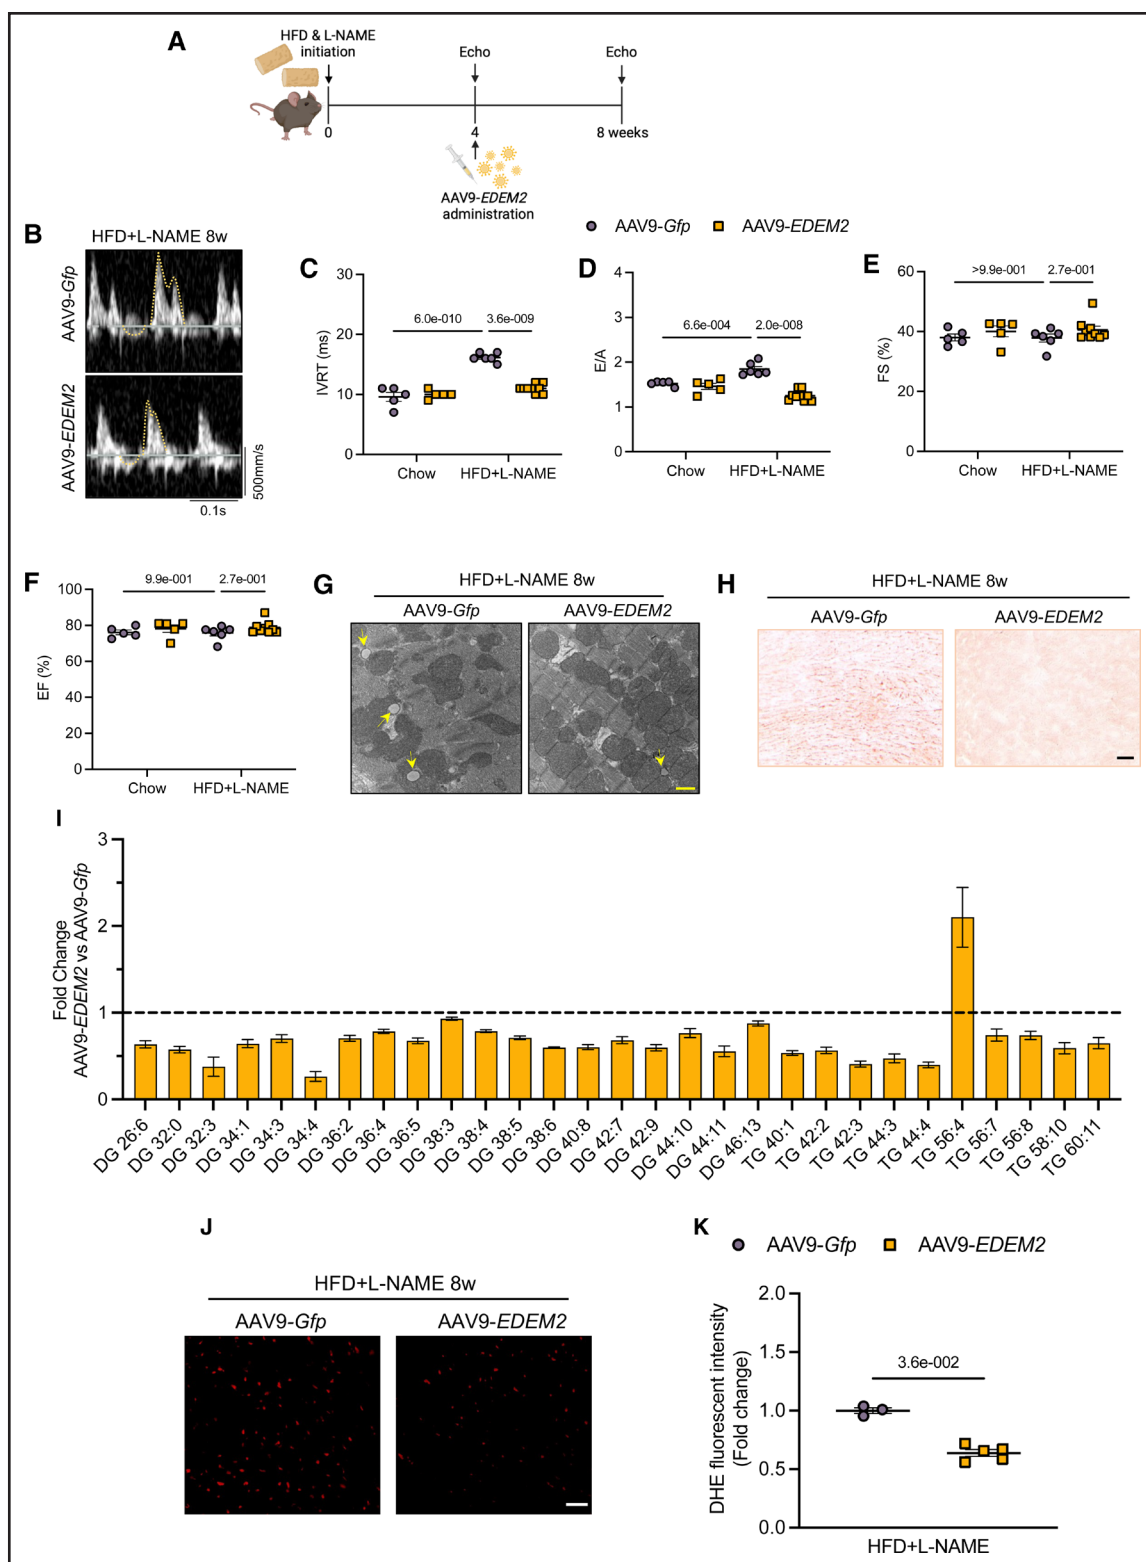 A
HFD & L-NAME
initiation
Echo
Echo
0
4
8 weeks
AAV9-EDEM2
administration
AAV9-Gfp
AAV9-EDEM2
B
HFD+L-NAME 8w
AAV9-Gfp
AAV9-EDEM2
500mm/s
0.1s
C
IVRT (ms)
30
20
10
0
6.0e-010
3.6e-009
Chow
HFD+L-NAME
D
E/A
4
3
2
1
0
6.6e-004
2.0e-008
Chow
HFD+L-NAME
E
FS (%)
60
40
20
0
>9.9e-001
2.7e-001
Chow
HFD+L-NAME
F
EF (%)
100
80
60
40
20
0
9.9e-001
2.7e-001
Chow
HFD+L-NAME
G
HFD+L-NAME 8w
AAV9-Gfp
AAV9-EDEM2
H
HFD+L-NAME 8w
AAV9-Gfp
AAV9-EDEM2
I
Fold Change
AAV9-EDEM2 vs AAV9-Gfp
3
2
1
0
DG 26:6
DG 32:0
DG 32:3
DG 34:1
DG 34:3
DG 34:4
DG 36:2
DG 36:4
DG 36:5
DG 38:3
DG 38:4
DG 38:5
DG 38:6
DG 40:8
DG 42:7
DG 42:9
DG 44:10
DG 44:11
DG 46:13
TG 40:1
TG 42:2
TG 42:3
TG 44:3
TG 44:4
TG 56:4
TG 56:7
TG 56:8
TG 58:10
TG 60:11
J
HFD+L-NAME 8w
AAV9-Gfp
AAV9-EDEM2
K
AAV9-Gfp
AAV9-EDEM2
DHE fluorescent intensity
(Fold change)
2.0
1.5
1.0
0.5
0.0
3.6e-002
HFD+L-NAME